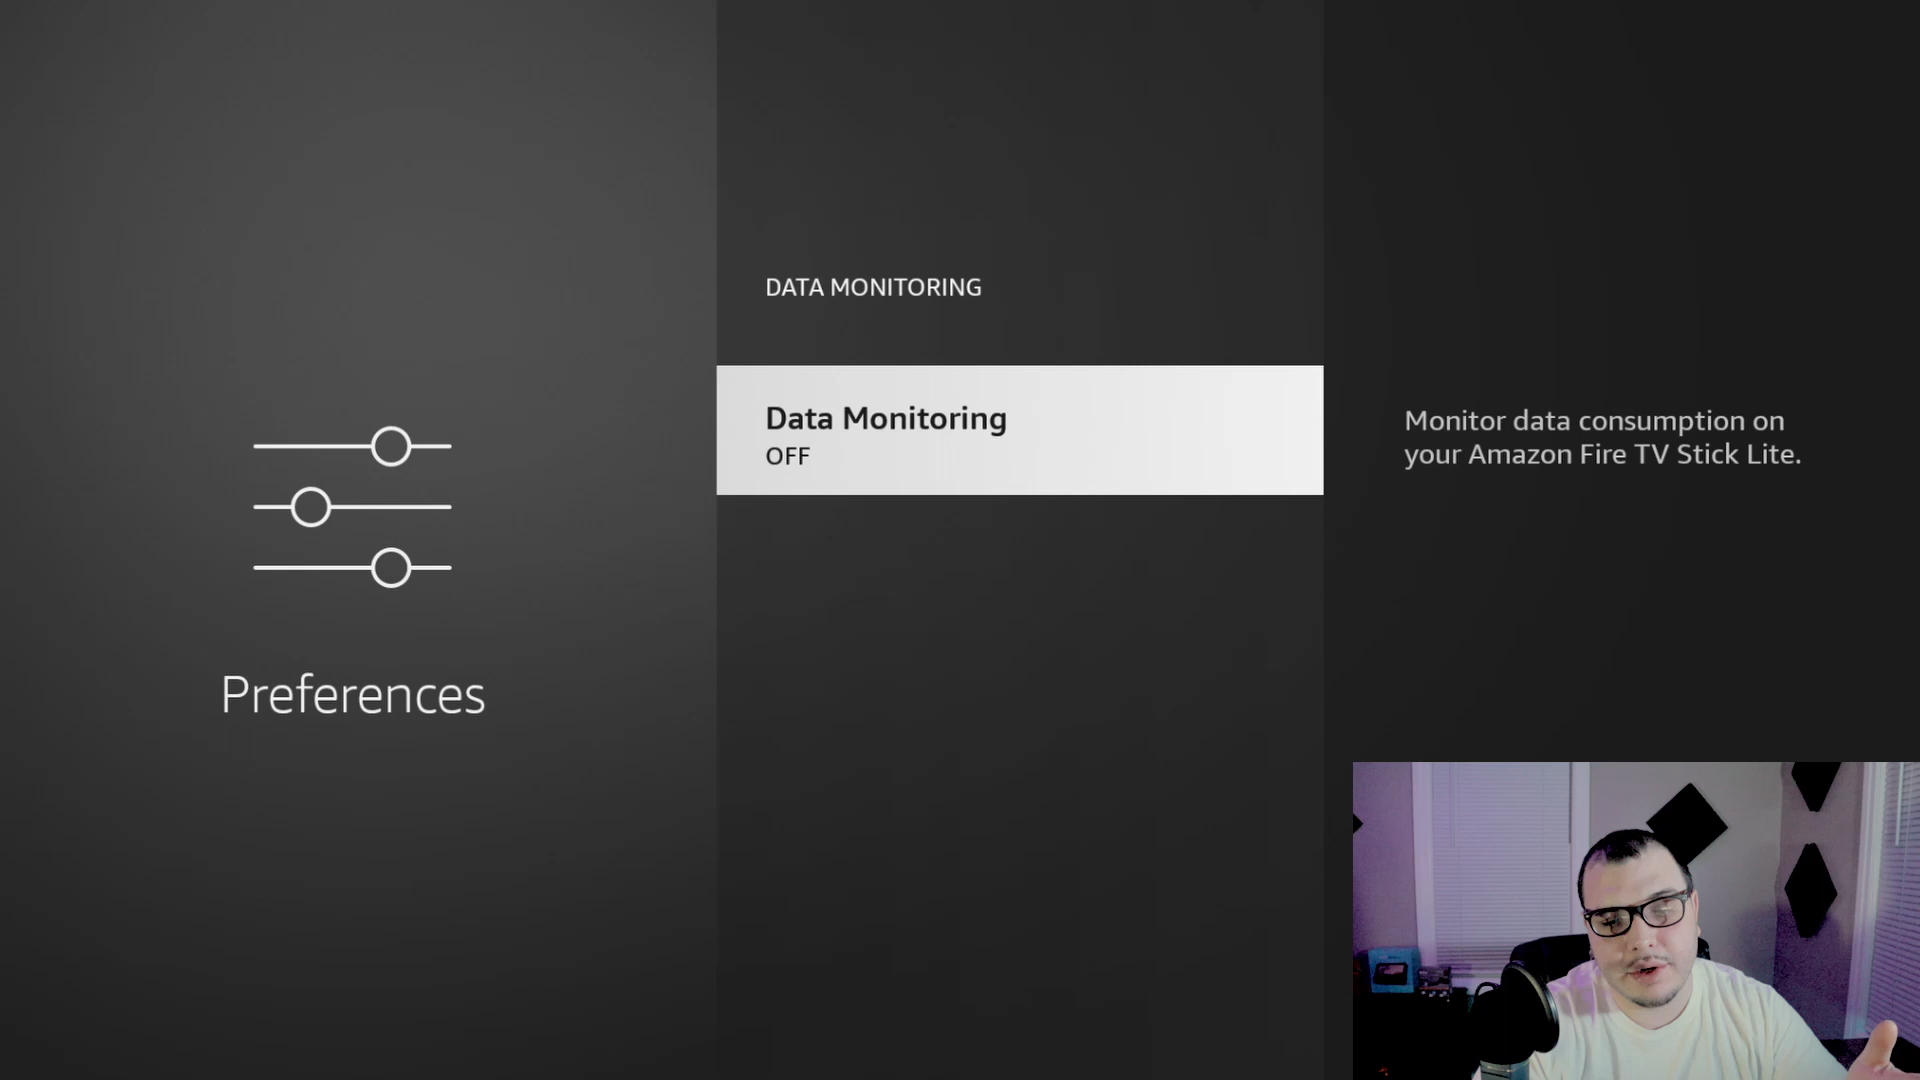 DATA MONITORING
Data Monitoring
OFF
Monitor data consumption on
your Amazon Fire TV Stick Lite.
Preferences